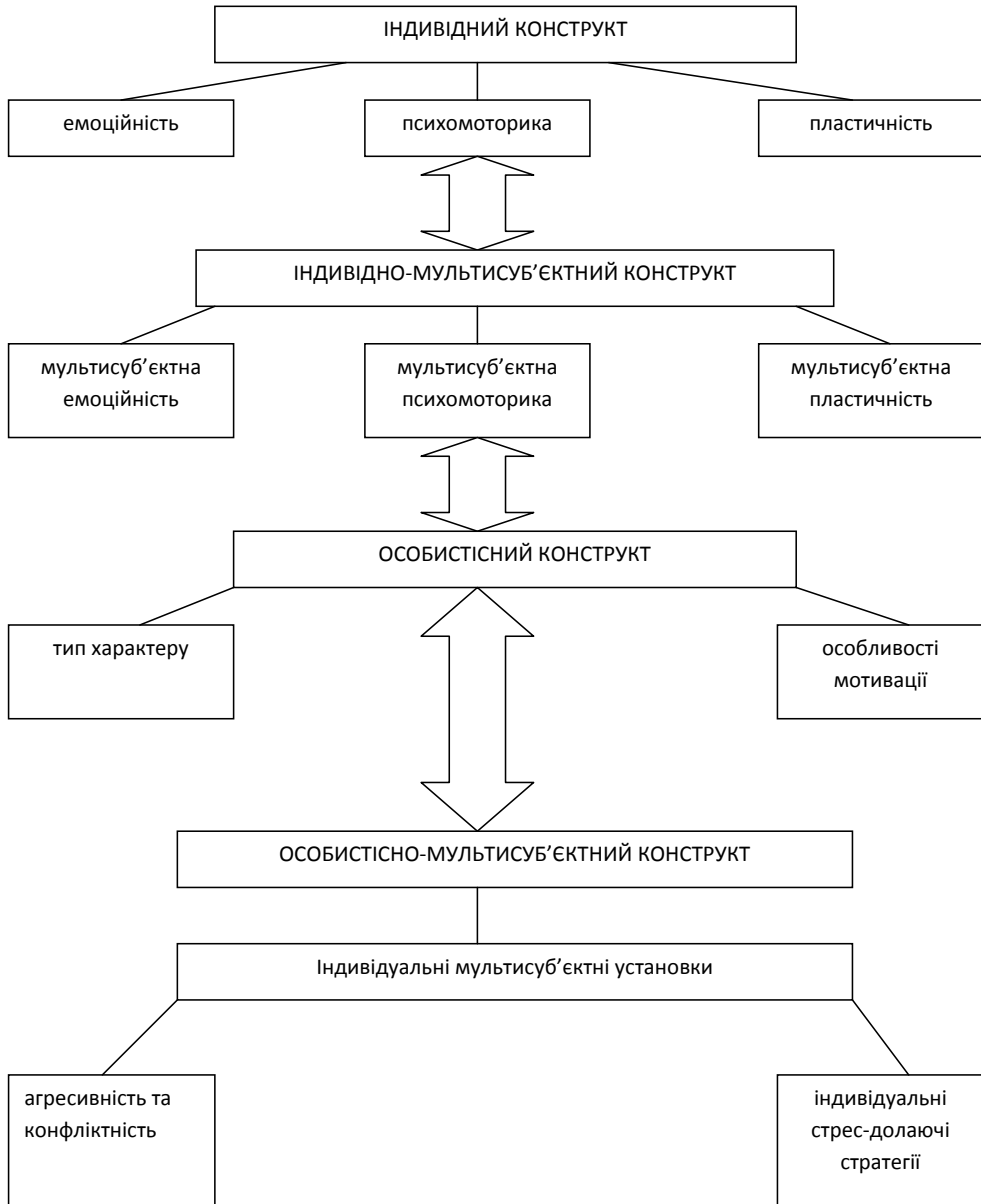 ІНДИВІДНИЙ КОНСТРУКТ
емоційність
психомоторика
пластичність
ІНДИВІДНО-МУЛЬТИСУБ’ЄКТНИЙ КОНСТРУКТ
мультисуб’єктна
емоційність
мультисуб’єктна
психомоторика
мультисуб’єктна
пластичність
ОСОБИСТІСНИЙ КОНСТРУКТ
тип характеру
особливості
мотивації
ОСОБИСТІСНО-МУЛЬТИСУБ’ЄКТНИЙ КОНСТРУКТ
Індивідуальні мультисуб’єктні установки
агресивність та
конфліктність
індивідуальні
стрес-долаючі
стратегії